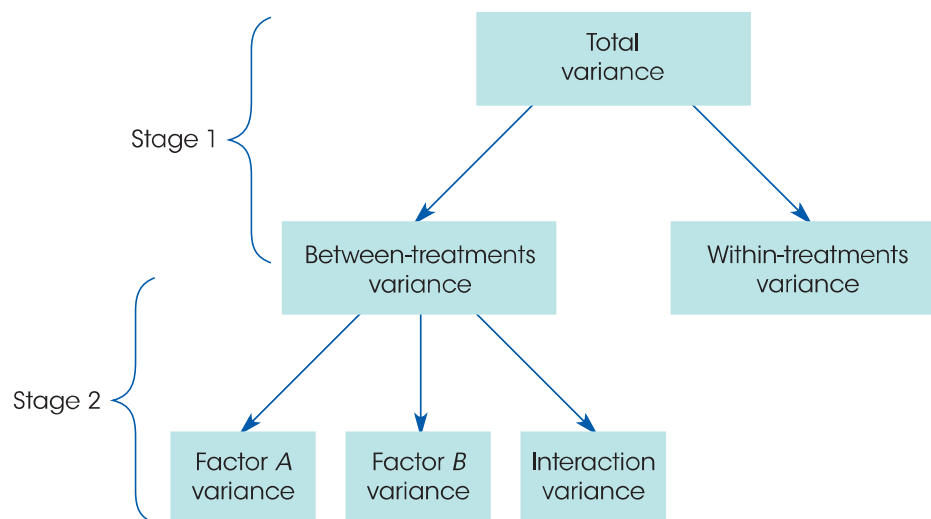 Total
variance
Stage 1
Between-treatments
variance
Within-treatments
variance
Stage 2
Factor A
variance
Factor B
variance
Interaction
variance